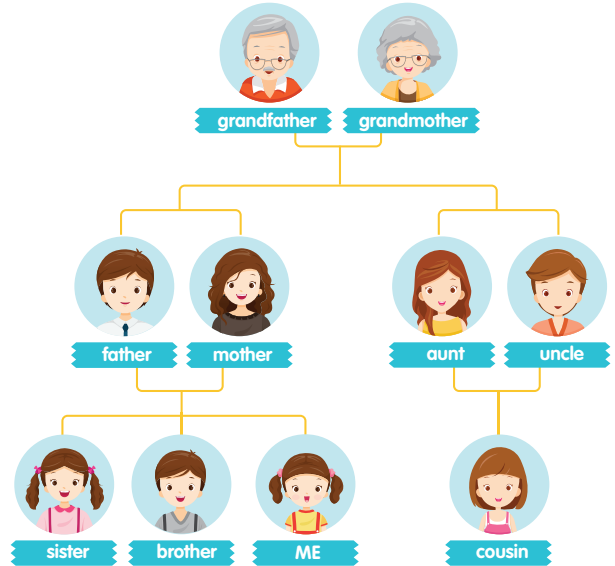 grandfather
grandmother
father
mother
aunt
uncle
sister
brother
ME
cousin